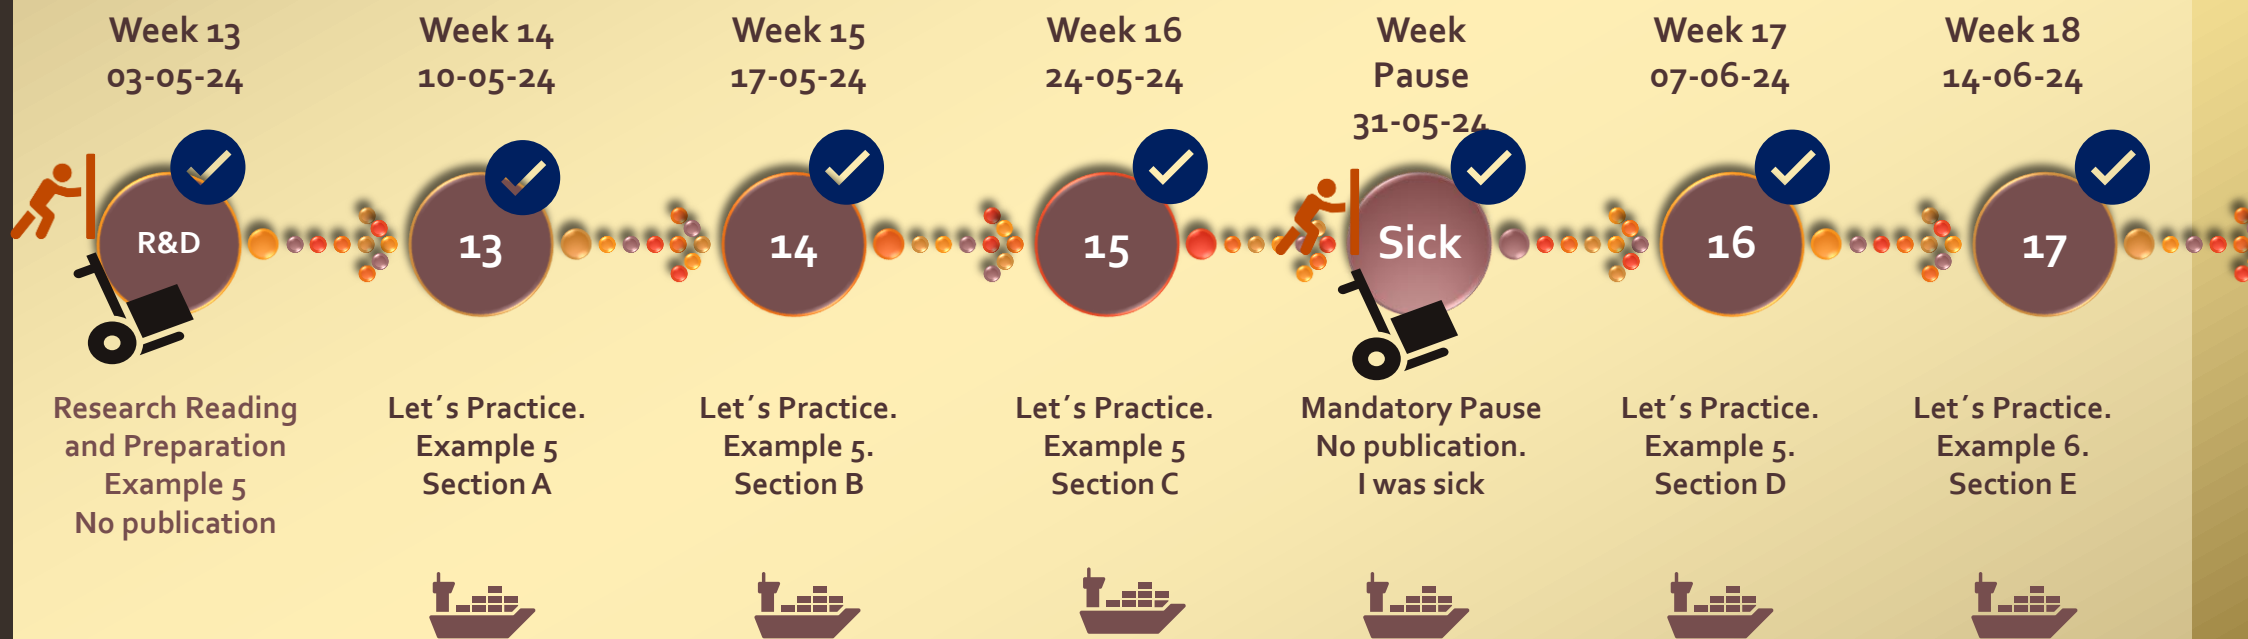 Week 13
03-05-24
Week 14
10-05-24
Week 15
17-05-24
Week 16
24-05-24
Week
Pause
31-05-24
Week 17
07-06-24
Week 18
14-06-24
R&D
13
14
15
Sick
16
17
Research Reading
and Preparation
Example 5
No publication
Let´s Practice.
Example 5
Section A
Let´s Practice.
Example 5.
Section B
Let´s Practice.
Example 5
Section C
Mandatory Pause
No publication.
I was sick
Let´s Practice.
Example 5.
Section D
Let´s Practice.
Example 6.
Section E